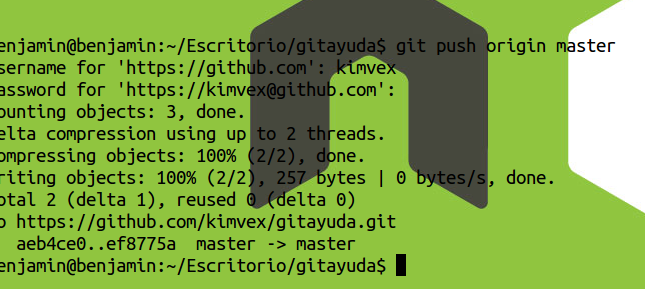 enjamin@benjamin:~/Escritorio/gitayuda$ git push origin master
sername for 'https://github.com': kimvex
assword for 'https://kimvex@github.com':
ounting objects: 3, done.
elta compression using up to 2 threads.
ompressing objects: 100% (2/2), done.
riting objects: 100% (2/2), 257 bytes | 0 bytes/s, done.
otal 2 (delta 1), reused 0 (delta 0)
o https://github.com/kimvex/gitayuda.git
aeb4ce0..ef8775a  master -> master
enjamin@benjamin:~/Escritorio/gitayuda$